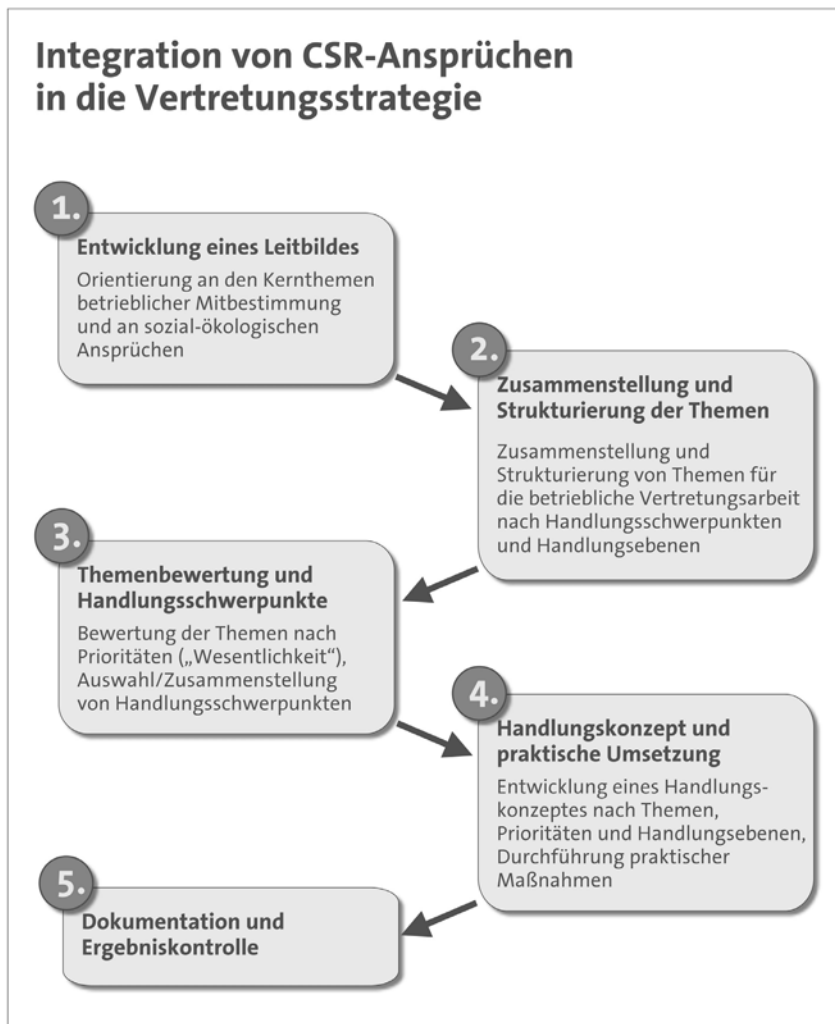 Integration von CSR-Ansprüchen
in die Vertretungsstrategie
1.
Entwicklung eines Leitbildes
Orientierung an den Kernthemen
betrieblicher Mitbestimmung
und an sozial-ökologischen
Ansprüchen
2.
Zusammenstellung und
Strukturierung der Themen
Zusammenstellung und
Strukturierung von Themen für
die betriebliche Vertretungsarbeit
nach Handlungsschwerpunkten
und Handlungsebenen
3.
Themenbewertung und
Handlungsschwerpunkte
Bewertung der Themen nach
Prioritäten („Wesentlichkeit“),
Auswahl/Zusammenstellung
von Handlungsschwerpunkten
4.
Handlungskonzept und
praktische Umsetzung
Entwicklung eines Handlungs-
konzeptes nach Themen,
Prioritäten und Handlungsebenen,
Durchführung praktischer
Maßnahmen
5.
Dokumentation und
Ergebniskontrolle